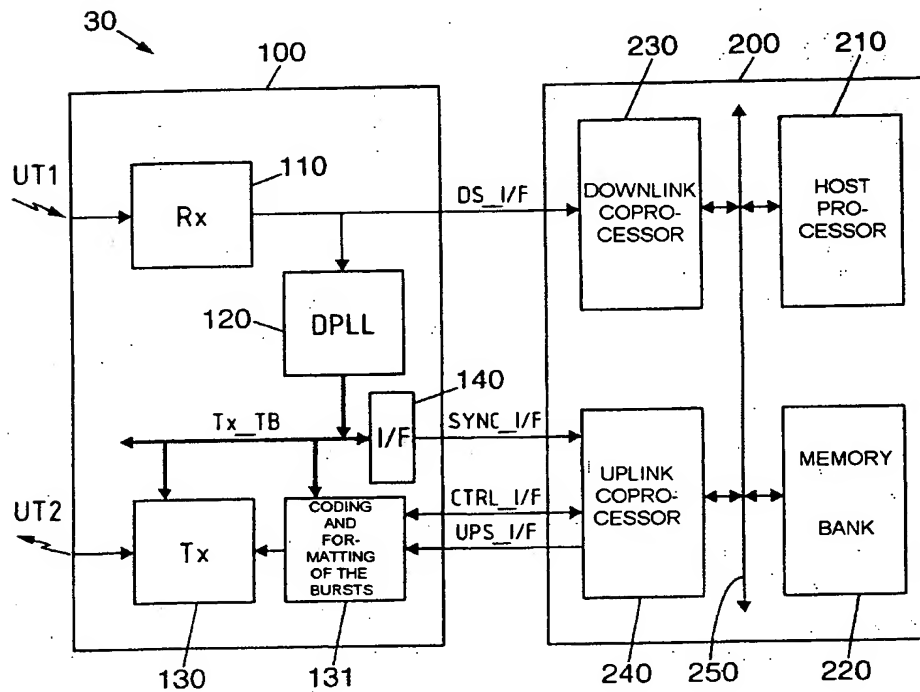 30
100
230
200
210
UT1
110
Rx
DS_I/F
DOWNLINK
COPRO-
CESSOR
HOST
PRO-
CESSOR
120
DPLL
140
Tx_TB
I/F
SYNC_I/F
UPLINK
COPRO-
CESSOR
MEMORY
BANK
UT2
Tx
CODING
AND
FOR-
MATTING
OF THE
BURSTS
CTRL_I/F
UPS_I/F
130
131
240
250
220